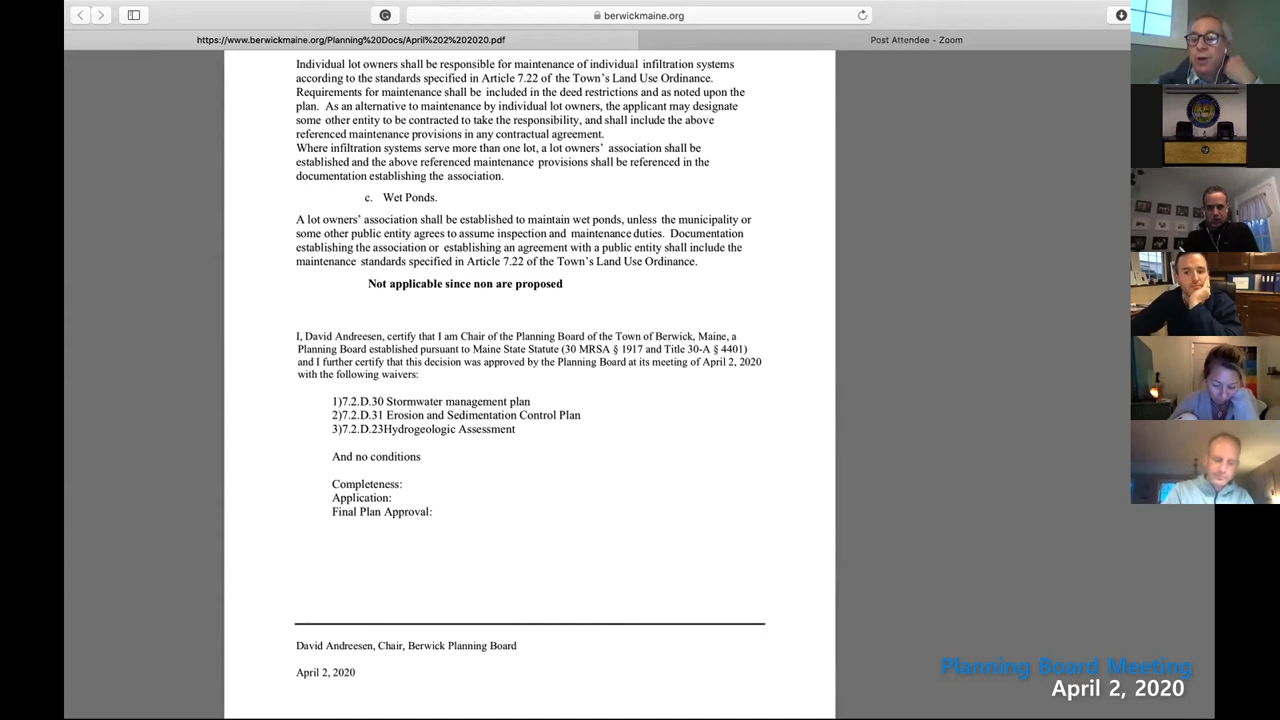 berwickmaine.org
https://www.berwickmaine.org/Planning%20Docs/April%202%202020.pdf
Post Attendee - Zoom
Individual lot owners shall be responsible for maintenance of individual infiltration systems
according to the standards specified in Article 7.22 of the Town's Land Use Ordinance.
Requirements for maintenance shall be included in the deed restrictions and as noted upon the
plan. As an alternative to maintenance by individual lot owners, the applicant may designate
some other entity to be contracted to take the responsibility, and shall include the above
referenced maintenance provisions in any contractual agreement.
Where infiltration systems serve more than one lot, a lot owners' association shall be
established and the above referenced maintenance provisions shall be referenced in the
documentation establishing the association.
c. Wet Ponds.
A lot owners' association shall be established to maintain wet ponds, unless the municipality or
some other public entity agrees to assume inspection and maintenance duties. Documentation
establishing the association or establishing an agreement with a public entity shall include the
maintenance standards specified in Article 7.22 of the Town's Land Use Ordinance.
Not applicable since non are proposed
I, David Andreesen, certify that I am Chair of the Planning Board of the Town of Berwick, Maine, a
Planning Board established pursuant to Maine State Statute (30 MRSA § 1917 and Title 30-A § 4401)
and I further certify that this decision was approved by the Planning Board at its meeting of April 2, 2020
with the following waivers:
1)7.2.D.30 Stormwater management plan
2)7.2.D.31 Erosion and Sedimentation Control Plan
3)7.2.D.23Hydrogeologic Assessment
And no conditions
Completeness:
Application:
Final Plan Approval:
David Andreesen, Chair, Berwick Planning Board
April 2, 2020
Planning Board Meeting
April 2, 2020